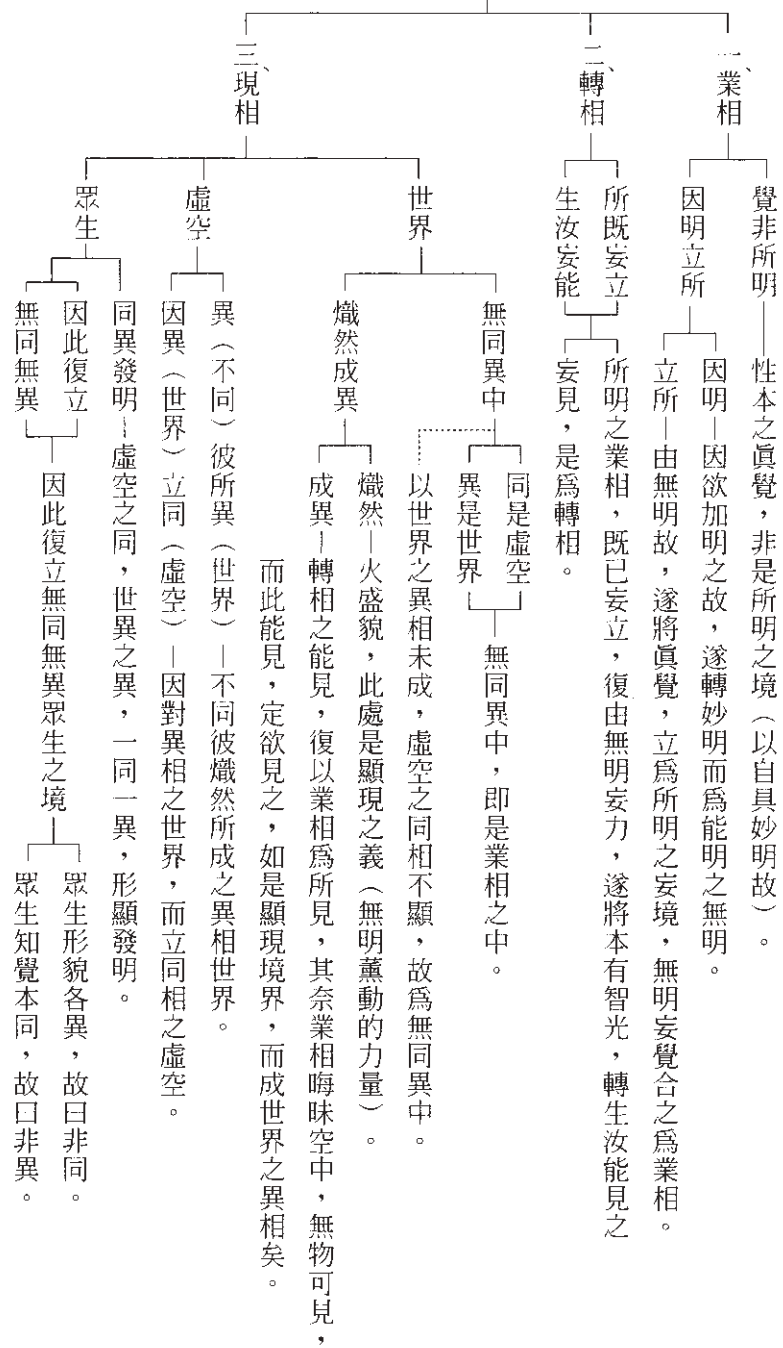 一、業相
覺非所明—性本之眞覺，非是所明之境（以自具妙明故）。
因明立所
因明—因欲加明之故，遂轉妙明而爲能明之無明。
立所—由無明故，遂將眞覺，立爲所明之妄境，無明妄覺合之爲業相。
二、轉相
所既妄立
生汝妄能
所明之業相，既已妄立，復由無明妄力，遂將本有智光，轉生汝能見之
妄見，是爲轉相。
三、現相
世界
無同異中
同是虛空
異是世界
無同異中，即是業相之中。
以世界之異相未成，虛空之同相不顯，故爲無同異中。
熾然成異
熾然—火盛貌，此處是顯現之義（無明薰動的力量）。
成異—轉相之能見，復以業相爲所見，其奈業相晦昧空中，無物可見，
而此能見，定欲見之，如是顯現境界，而成世界之異相矣。
虛空
異（不同）彼所異（世界）—不同彼熾然所成之異相世界。
因異（世界）立同（虛空）—因對異相之世界，而立同相之虛空。
眾生
同異發明—虛空之同，世界之異，一同一異，形顯發明。
因此復立
無同無異
因此復立無同無異眾生之境
眾生形貌各異，故曰非同。
眾生知覺本同，故曰非異。